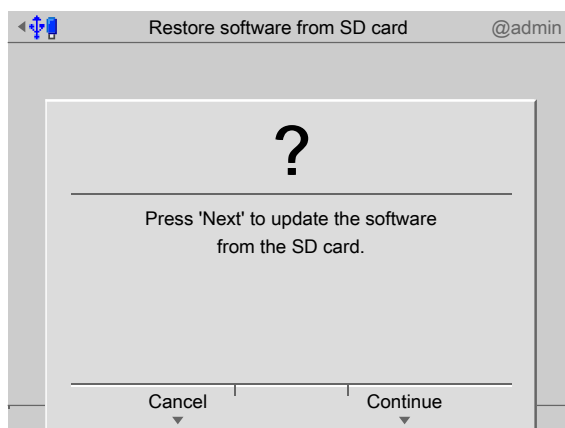 Restore software from SD card @admin
?
Press 'Next' to update the software
from the SD card.
Cancel Continue